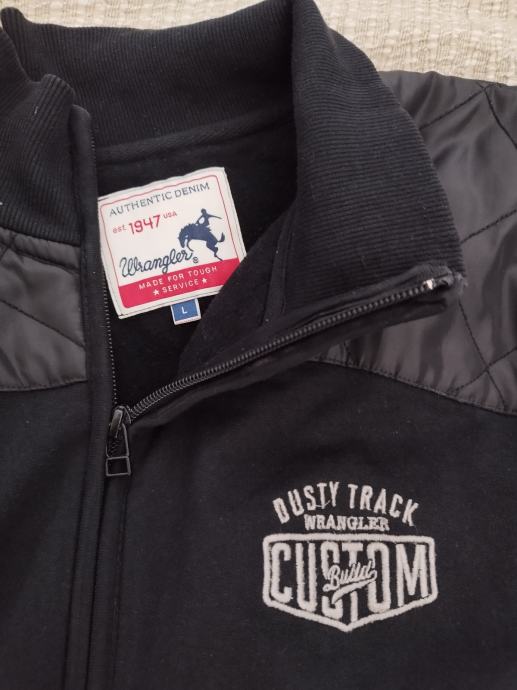 AUTHENTIC DENIM
est. 1947 USA
Wrangler®
MADE FOR TOUGH
★ SERVICE ★
L
DUSTY TRACK
WRANGLER
CUSTOM
Build